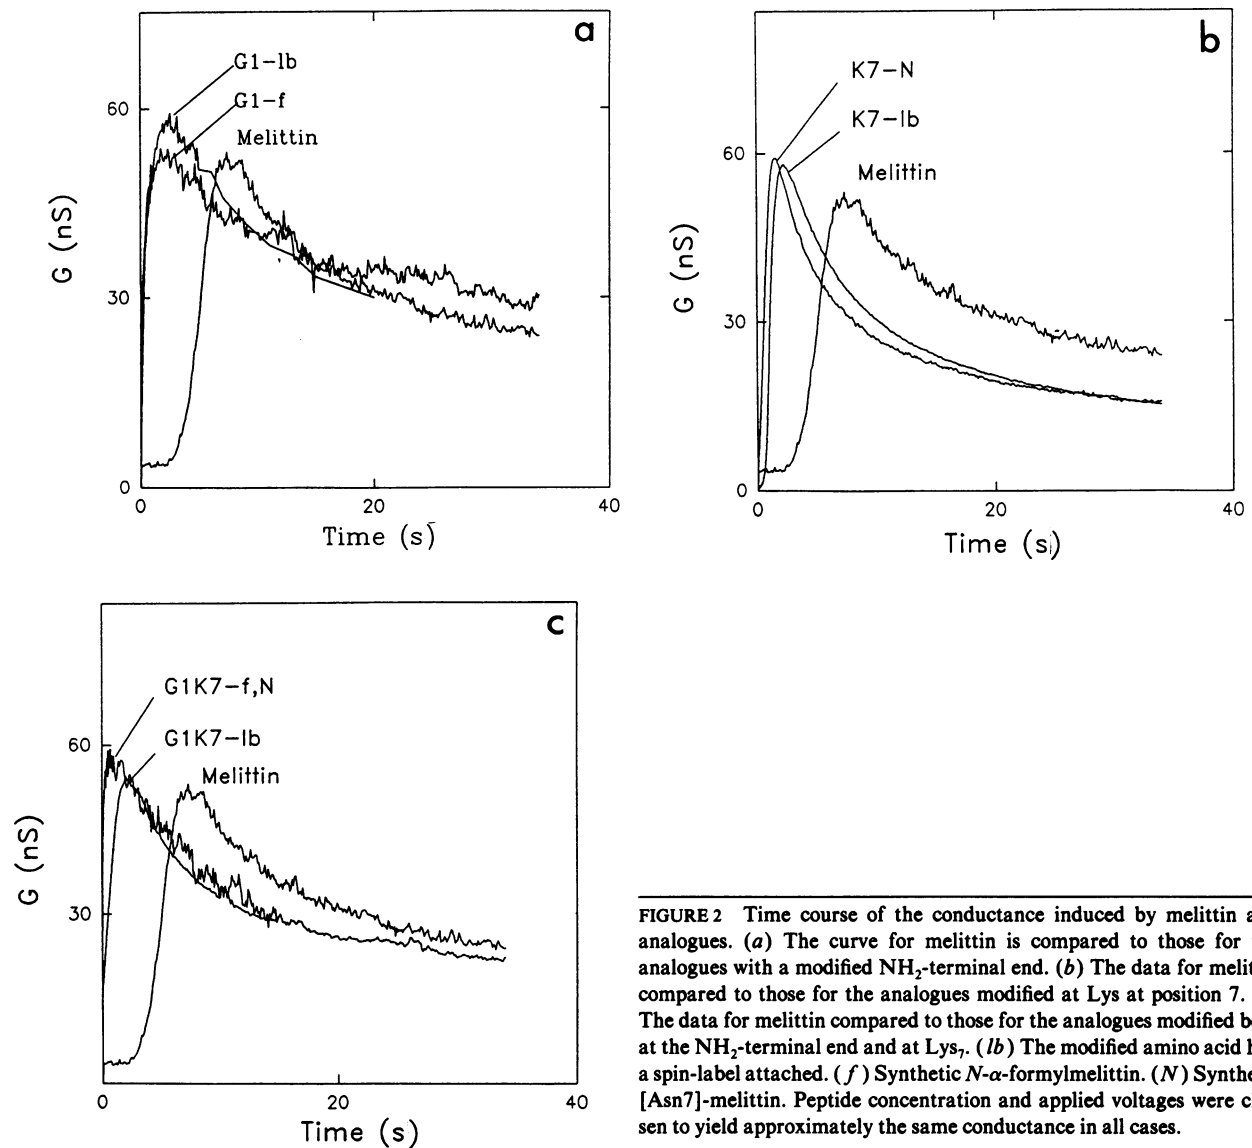 a
G1-lb
G1-f
Melittin
60
30
0
G (nS)
0
20
40
Time (s)
b
K7-N
K7-lb
Melittin
60
30
0
G (nS)
0
20
40
Time (s)
c
G1K7-f,N
G1K7-lb
Melittin
60
30
G (nS)
0
20
40
Time (s)
FIGURE 2 Time course of the conductance induced by melittin a
analogues. (a) The curve for melittin is compared to those for
analogues with a modified NH₂-terminal end. (b) The data for melit
compared to those for the analogues modified at Lys at position 7.
The data for melittin compared to those for the analogues modified b
at the NH₂-terminal end and at Lys₇. (lb) The modified amino acid h
a spin-label attached. (f) Synthetic N-α-formylmelittin. (N) Synthe
[Asn7]-melittin. Peptide concentration and applied voltages were c
sen to yield approximately the same conductance in all cases.